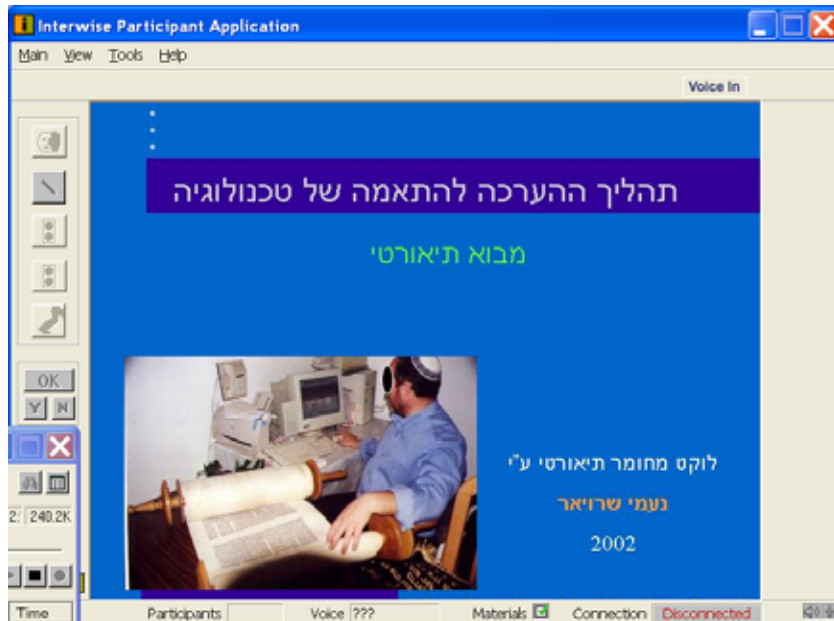 Interwise Participant Application
Main View Tools Help
Voice In
תהליך ההערכה להתאמה של טכנולוגיה
מבוא תיאורטי
OK
Y N
לוקט מחומר תיאורטי ע"י
נעמי שרויאר
2002
2: 240.2K
Time
Participants Voice ??? Materials Connection Disconnected